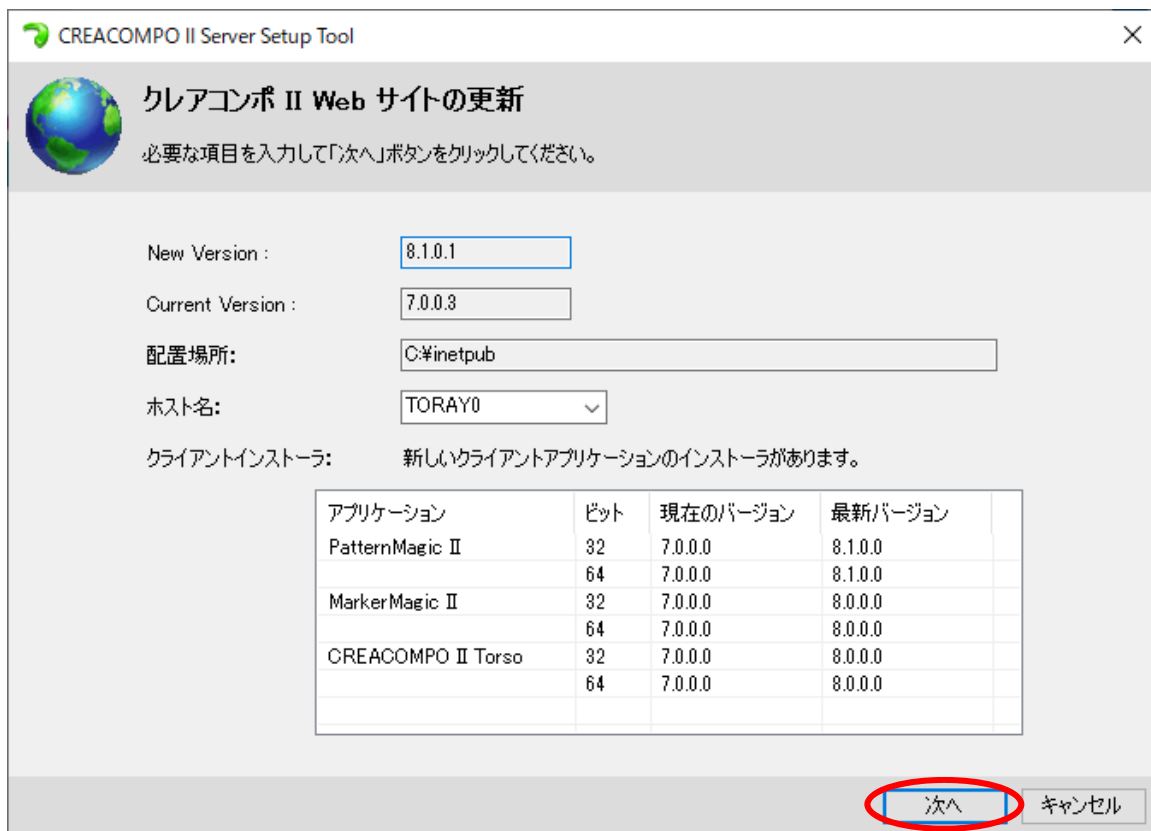 CREACOMPO II Server Setup Tool
クレアコンポ II Web サイトの更新
必要な項目を入力して「次へ」ボタンをクリックしてください。
New Version : 8.1.0.1
Current Version : 7.0.0.3
配置場所: C:¥inetpub
ホスト名: TORAY0
クライアントインストーラ: 新しいクライアントアプリケーションのインストーラがあります。
アプリケーション ビット 現在のバージョン 最新バージョン
PatternMagic II 32 7.0.0.0 8.1.0.0
64 7.0.0.0 8.1.0.0
MarkerMagic II 32 7.0.0.0 8.0.0.0
64 7.0.0.0 8.0.0.0
CREACOMPO II Torso 32 7.0.0.0 8.0.0.0
64 7.0.0.0 8.0.0.0
次へ キャンセル